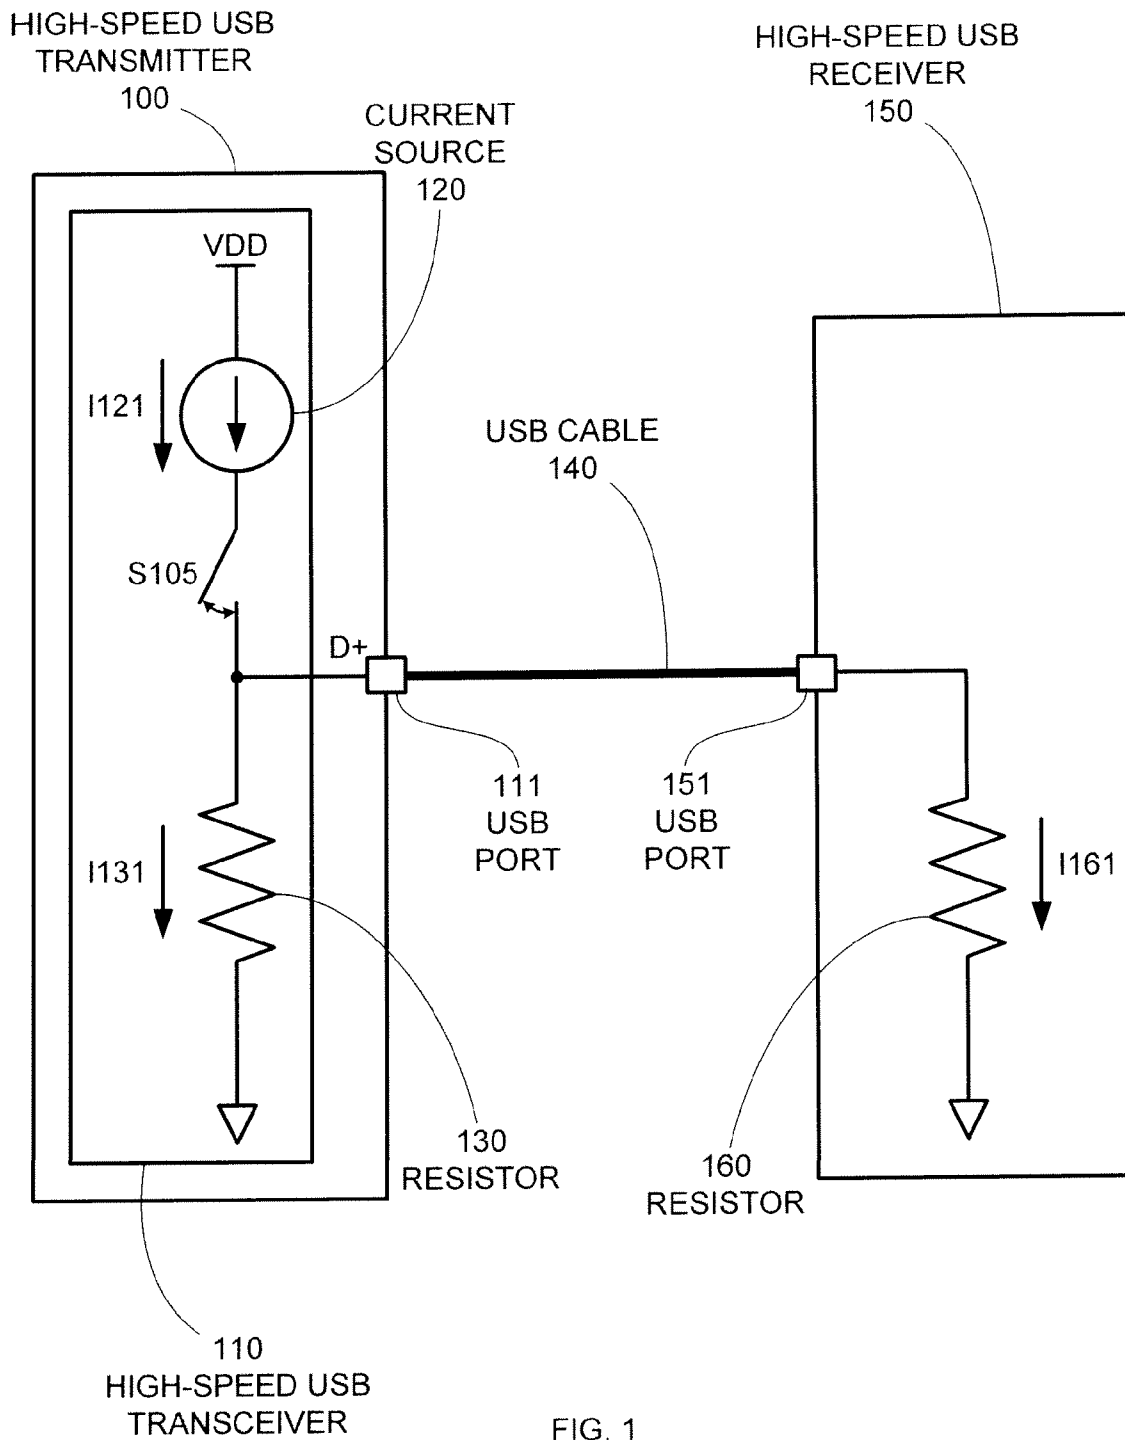 HIGH-SPEED USB
TRANSMITTER
100
HIGH-SPEED USB
RECEIVER
150
CURRENT
SOURCE
120
VDD
I121
USB CABLE
140
S105
D+
111
USB
PORT
151
USB
PORT
I131
I161
130
RESISTOR
160
RESISTOR
110
HIGH-SPEED USB
TRANSCEIVER
FIG. 1